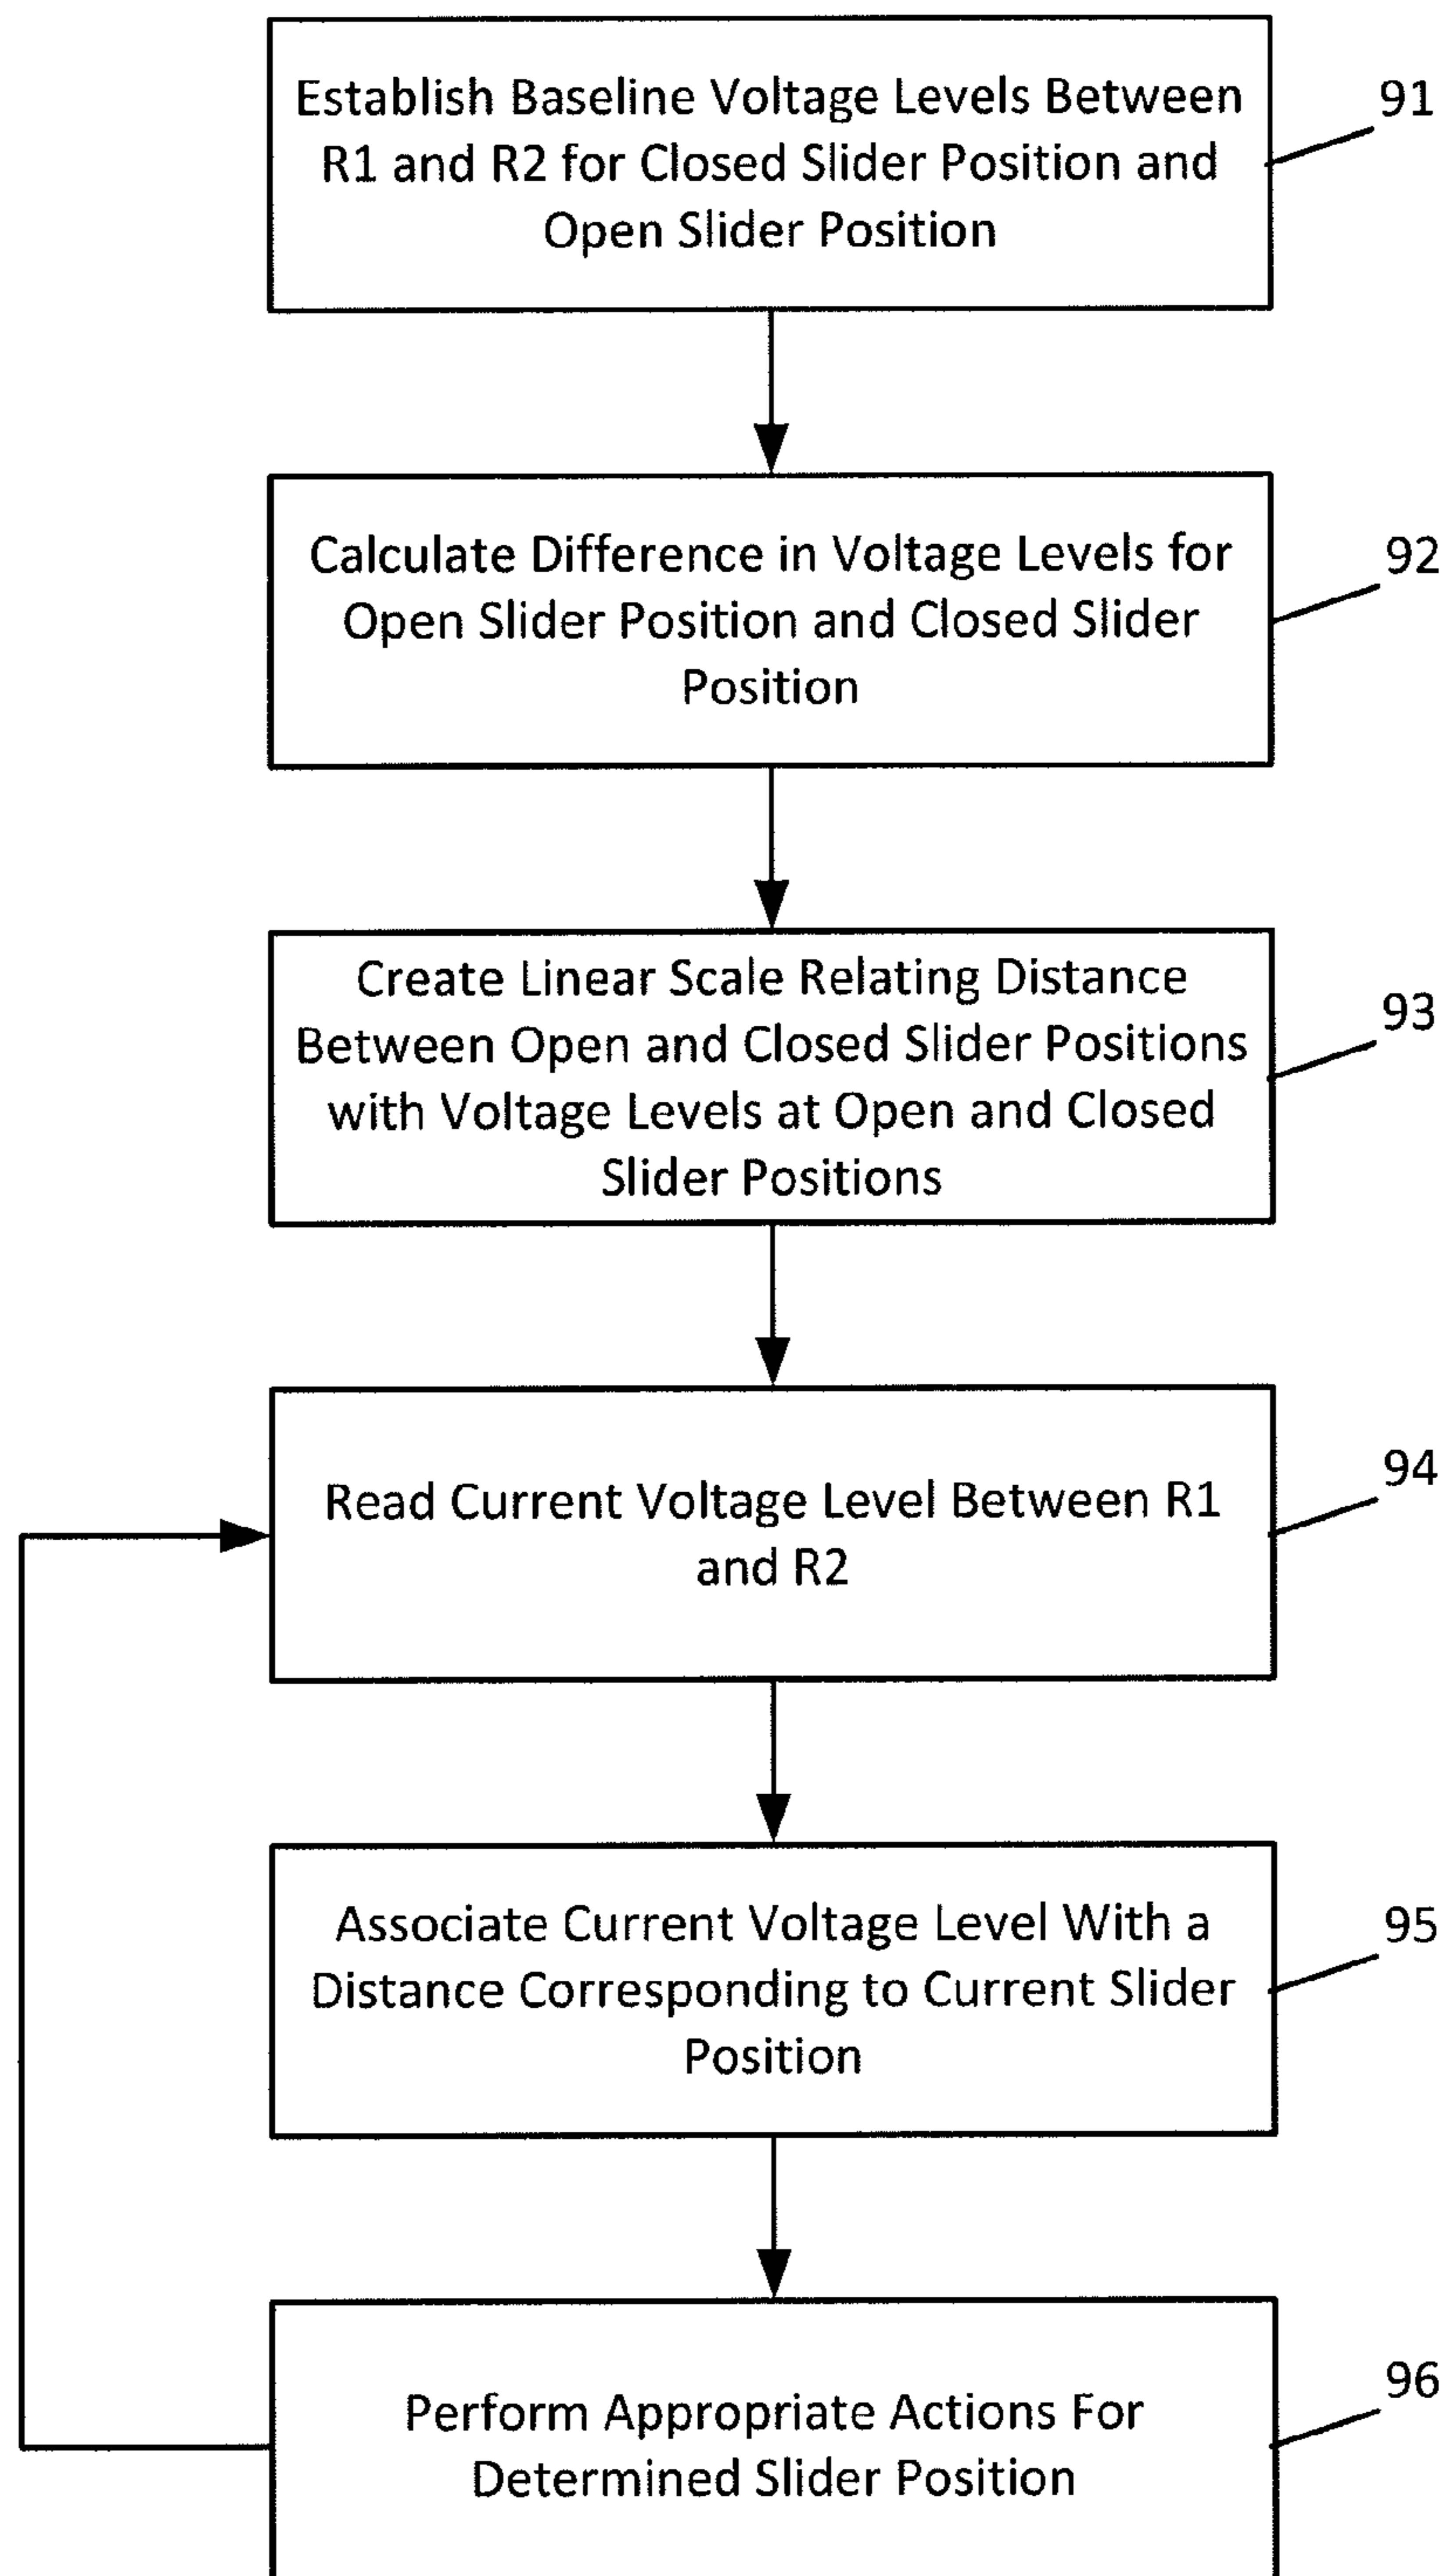 Establish Baseline Voltage Levels Between
R1 and R2 for Closed Slider Position and
Open Slider Position
91
Calculate Difference in Voltage Levels for
Open Slider Position and Closed Slider
Position
92
Create Linear Scale Relating Distance
Between Open and Closed Slider Positions
with Voltage Levels at Open and Closed
Slider Positions
93
Read Current Voltage Level Between R1
and R2
94
Associate Current Voltage Level With a
Distance Corresponding to Current Slider
Position
95
Perform Appropriate Actions For
Determined Slider Position
96